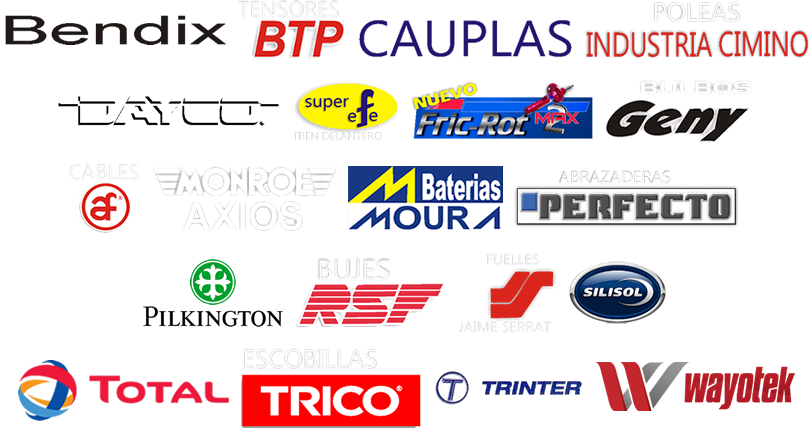 Bendix
TENSORES
BTP
CAUPLAS
POLEAS
INDUSTRIA CIMINO
DAYCO
super
efe
TREN DELANTERO
NUEVO
Fric-Rot
MAX
2
BULBOS
Geny
CABLES
af
MONROE
AXIOS
Baterias
MOURA
ABRAZADERAS
PERFECTO
PILKINGTON
BUJES
RSF
FUELLES
JAIME SERRAT
SILISOL
TOTAL
ESCOBILLAS
TRICO®
T TRINTER
wayotek